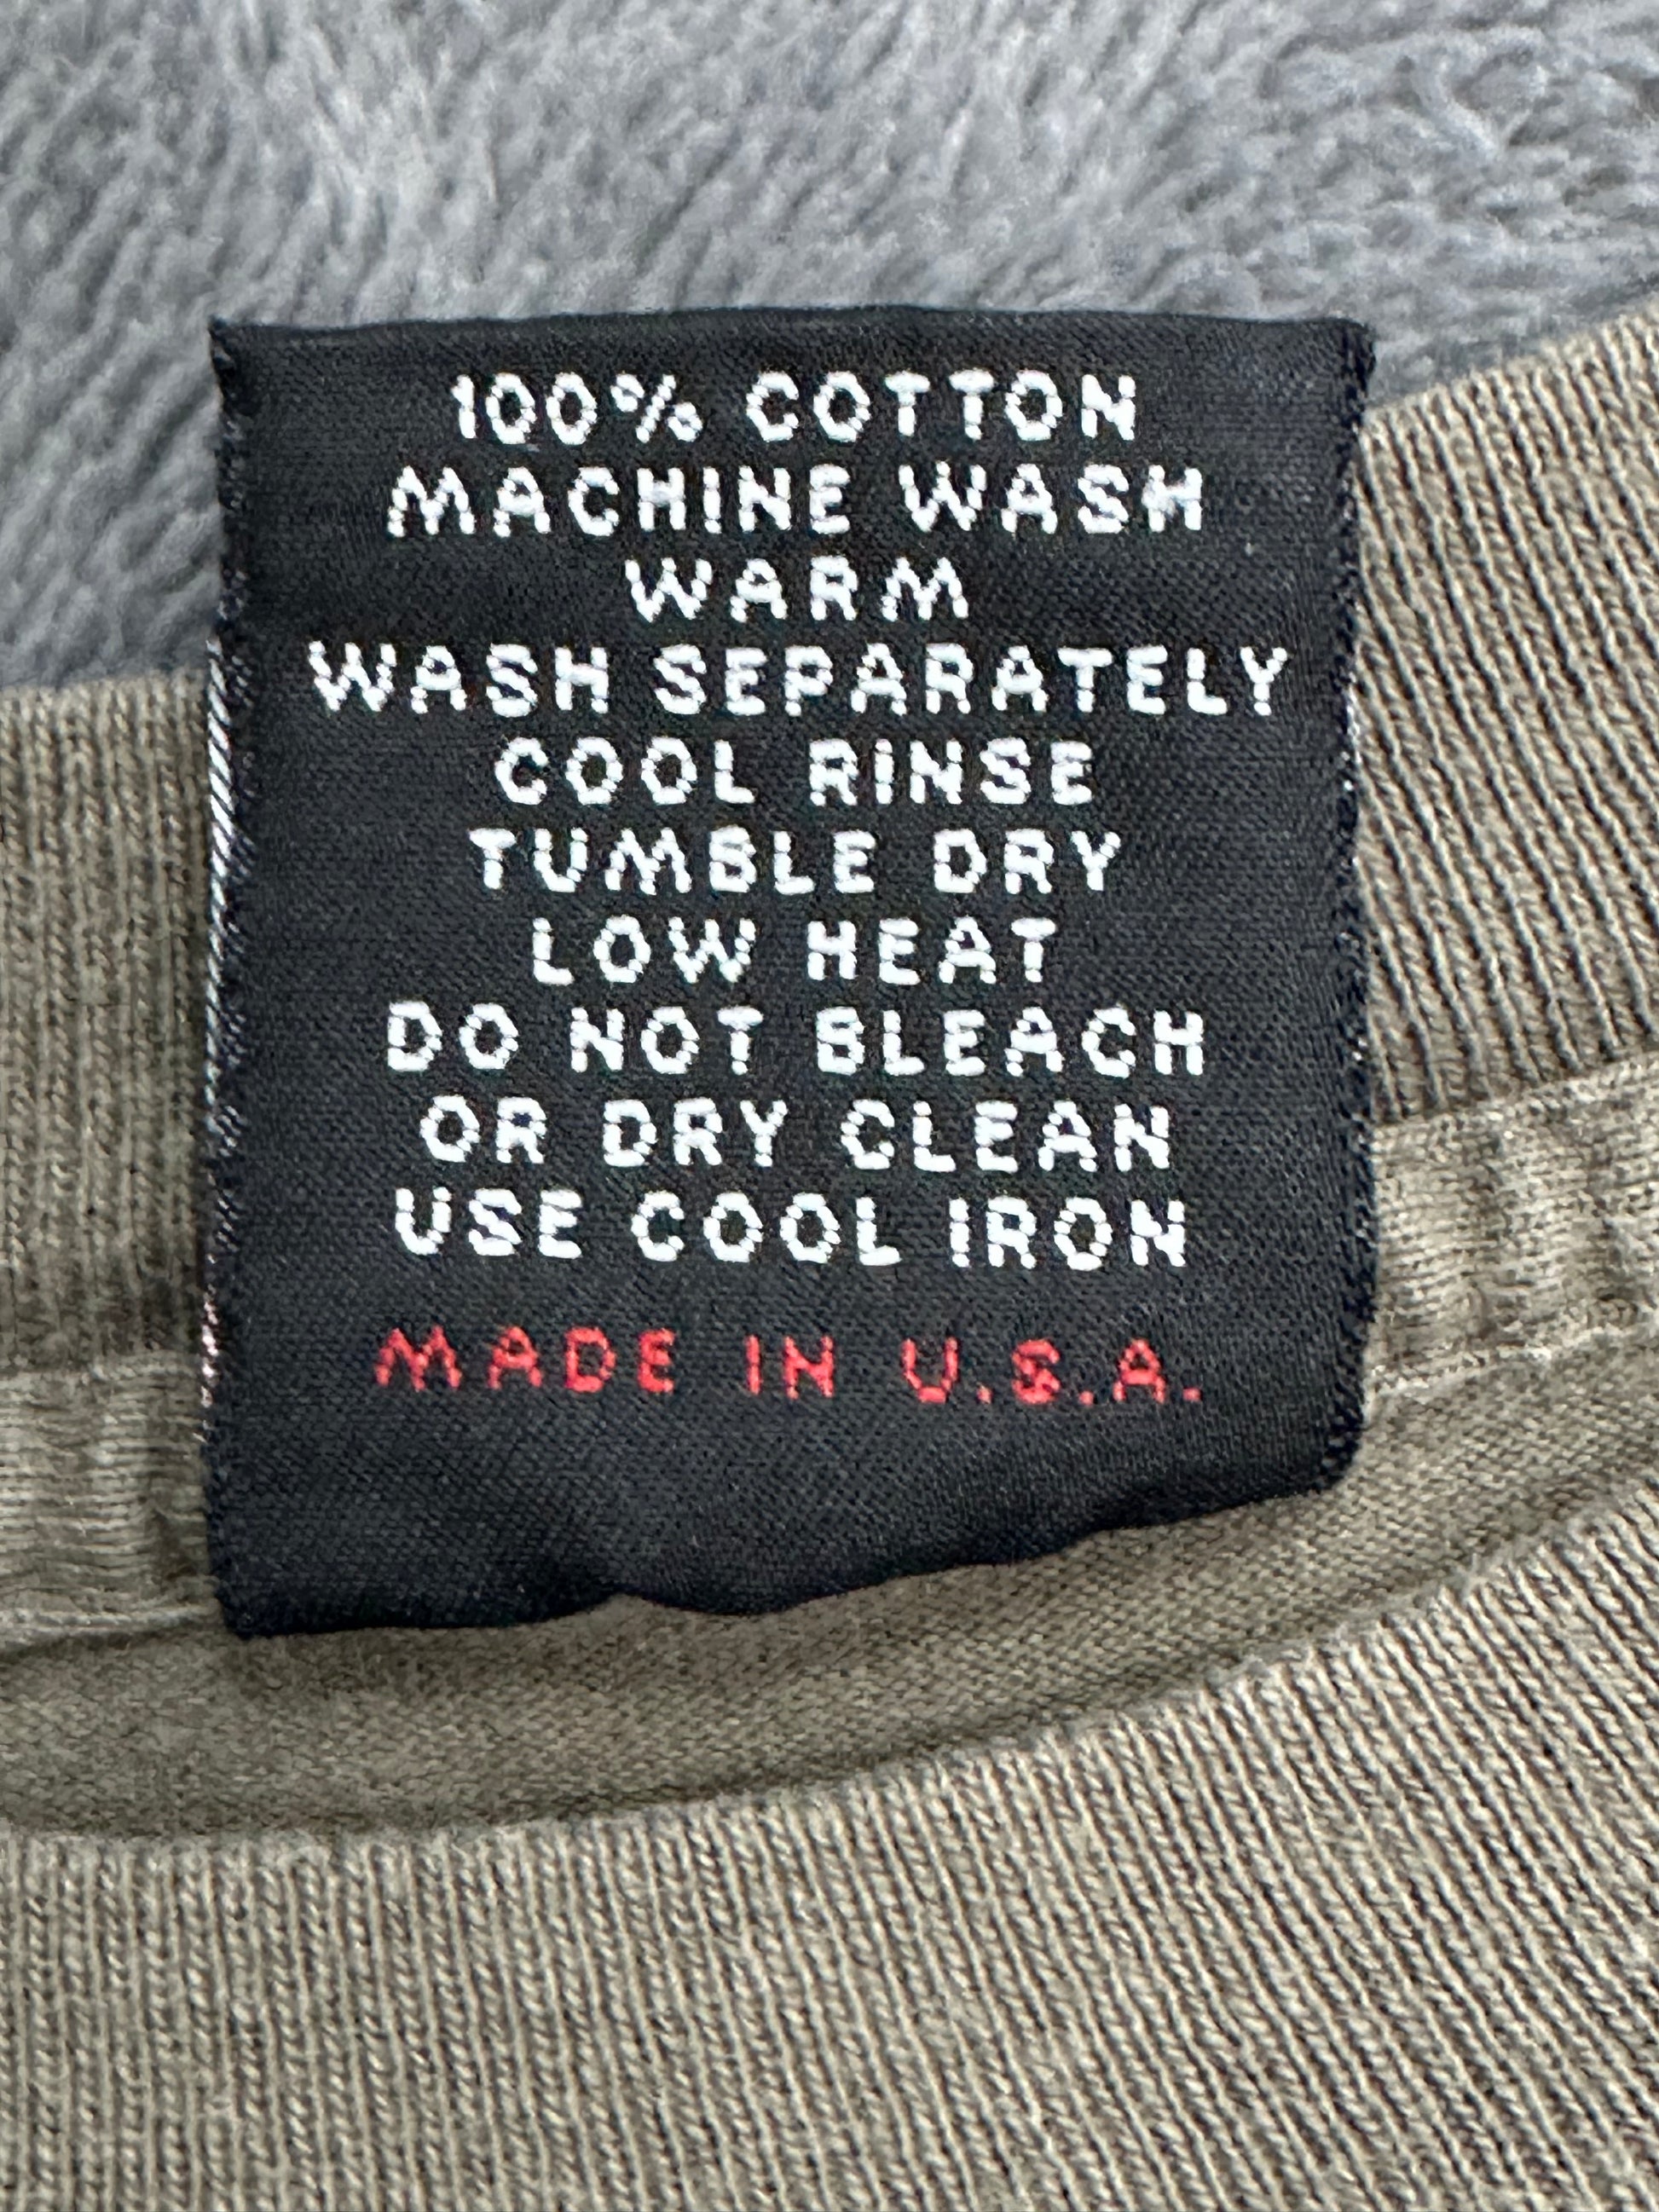 100% COTTON
MACHINE WASH
WARM
WASH SEPARATELY
COOL RINSE
TUMBLE DRY
LOW HEAT
DO NOT BLEACH
OR DRY CLEAN
USE COOL IRON
MADE IN U.S.A.